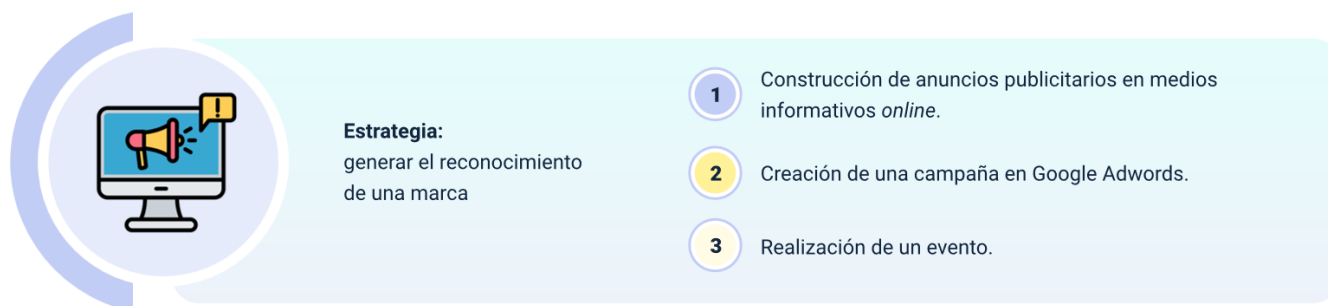 Estrategia:
generar el reconocimiento
de una marca
1
Construcción de anuncios publicitarios en medios
informativos online.
2
Creación de una campaña en Google Adwords.
3
Realización de un evento.
!